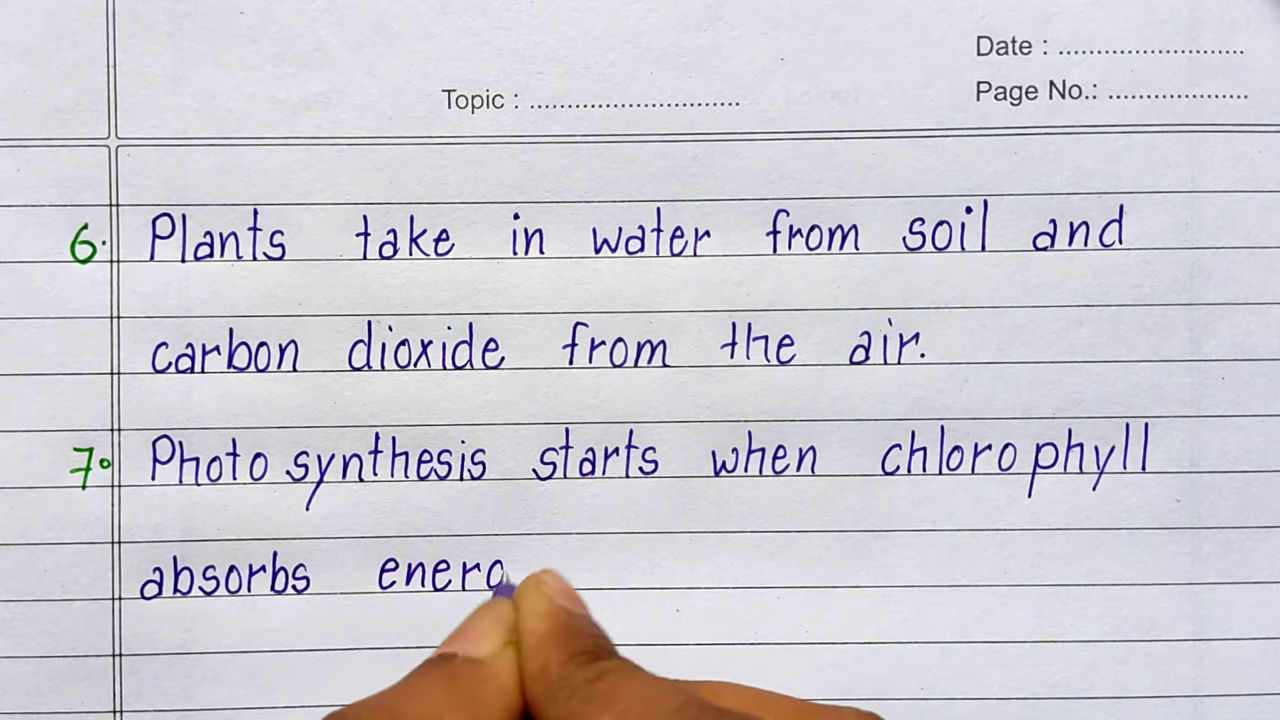 Date : ........................
Topic : ............................
Page No.: ...................
6. Plants take in water from soil and
carbon dioxide from the air.
7. Photosynthesis starts when chlorophyll
absorbs